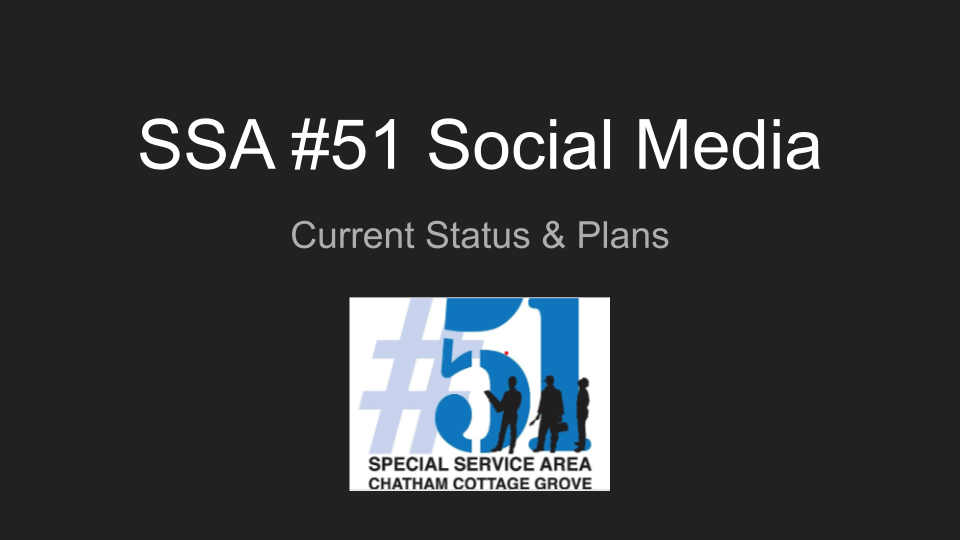 SSA #51 Social Media
Current Status & Plans
#51
SPECIAL SERVICE AREA
CHATHAM COTTAGE GROVE